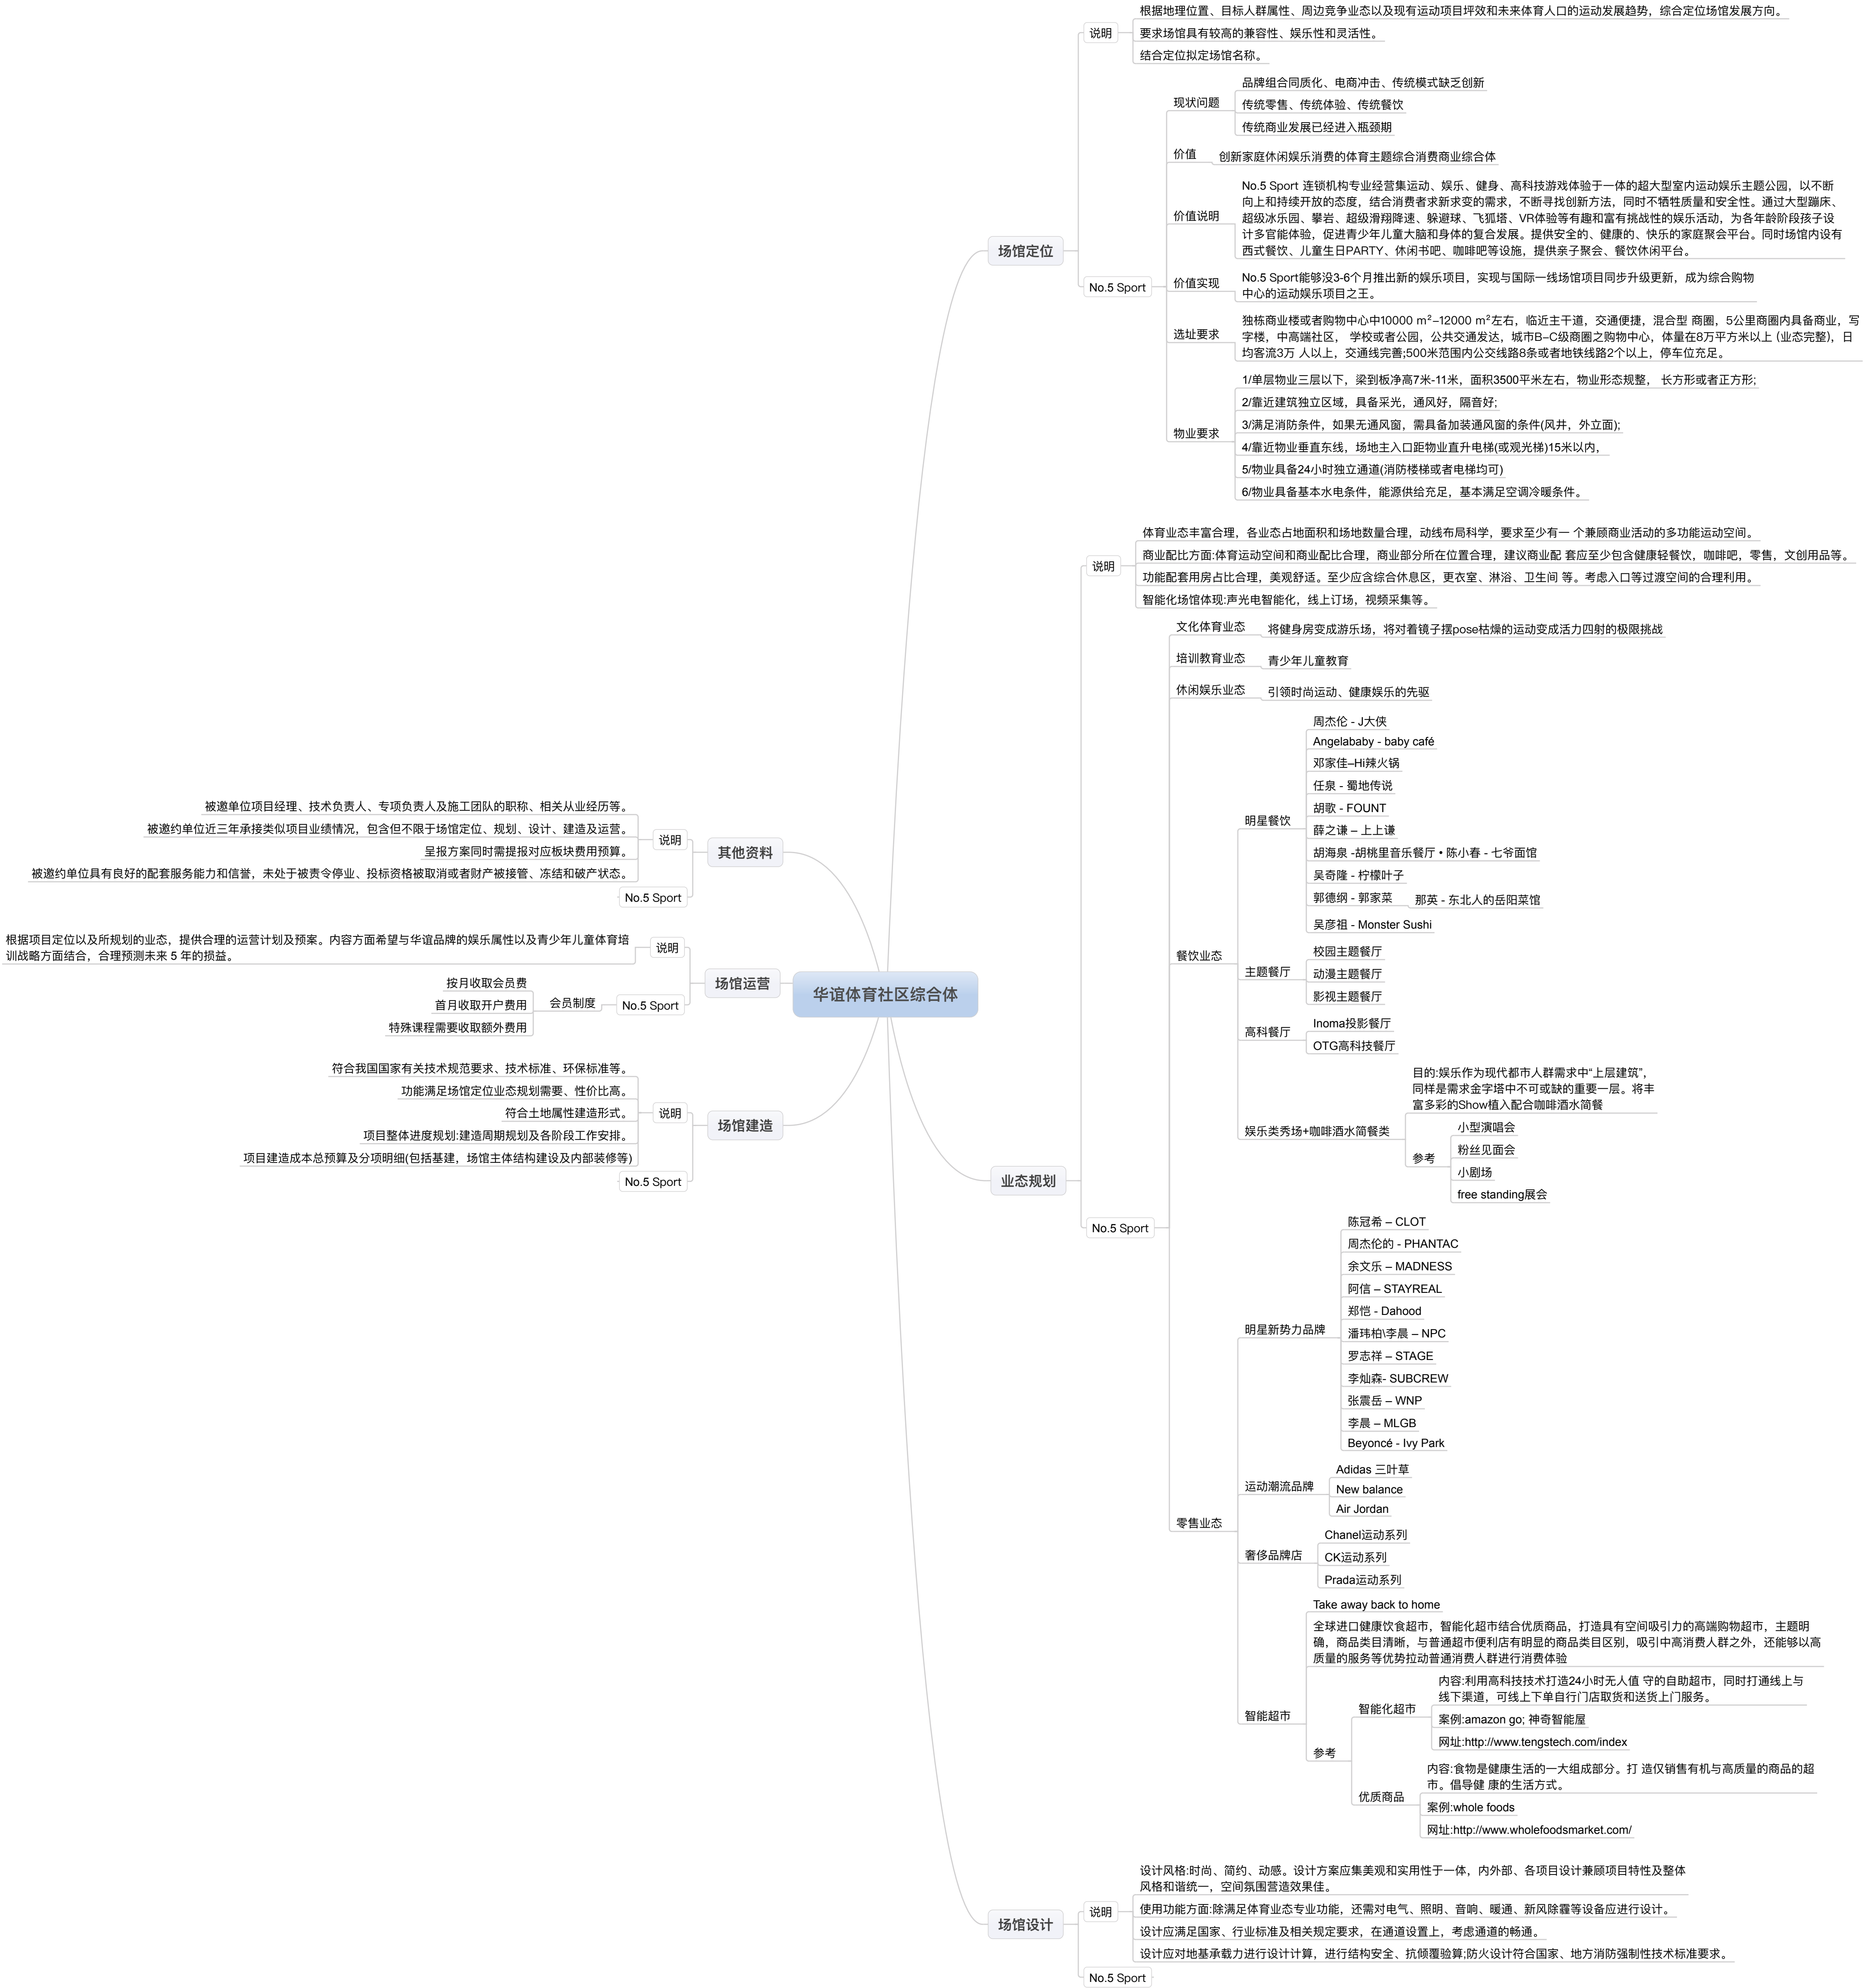 华谊体育社区综合体
场馆定位
说明
根据地理位置、目标人群属性、周边竞争业态以及现有运动项目坪效和未来体育人口的运动发展趋势，综合定位场馆发展方向。
要求场馆具有较高的兼容性、娱乐性和灵活性。
结合定位拟定场馆名称。
No.5 Sport
现状问题
品牌组合同质化、电商冲击、传统模式缺乏创新
传统零售、传统体验、传统餐饮
传统商业发展已经进入瓶颈期
价值
创新家庭休闲娱乐消费的体育主题综合消费商业综合体
价值说明
No.5 Sport 连锁机构专业经营集运动、娱乐、健身、高科技游戏体验于一体的超大型室内运动娱乐主题公园，以不断
向上和持续开放的态度，结合消费者求新求变的需求，不断寻找创新方法，同时不牺牲质量和安全性。通过大型蹦床、
超级冰乐园、攀岩、超级滑翔降速、躲避球、飞狐塔、VR体验等有趣和富有挑战性的娱乐活动，为各年龄阶段孩子设
计多官能体验，促进青少年儿童大脑和身体的复合发展。提供安全的、健康的、快乐的家庭聚会平台。同时场馆内设有
西式餐饮、儿童生日PARTY、休闲书吧、咖啡吧等设施，提供亲子聚会、餐饮休闲平台。
价值实现
No.5 Sport能够没3-6个月推出新的娱乐项目，实现与国际一线场馆项目同步升级更新，成为综合购物
中心的运动娱乐项目之王。
选址要求
独栋商业楼或者购物中心中10000 m²–12000 m²左右，临近主干道，交通便捷，混合型 商圈，5公里商圈内具备商业，写
字楼，中高端社区， 学校或者公园，公共交通发达，城市B–C级商圈之购物中心，体量在8万平方米以上 (业态完整)，日
均客流3万 人以上，交通线完善;500米范围内公交线路8条或者地铁线路2个以上，停车位充足。
物业要求
1/单层物业三层以下，梁到板净高7米-11米，面积3500平米左右，物业形态规整， 长方形或者正方形;
2/靠近建筑独立区域，具备采光，通风好，隔音好;
3/满足消防条件，如果无通风窗，需具备加装通风窗的条件(风井，外立面);
4/靠近物业垂直东线，场地主入口距物业直升电梯(或观光梯)15米以内，
5/物业具备24小时独立通道(消防楼梯或者电梯均可)
6/物业具备基本水电条件，能源供给充足，基本满足空调冷暖条件。
业态规划
说明
体育业态丰富合理，各业态占地面积和场地数量合理，动线布局科学，要求至少有一 个兼顾商业活动的多功能运动空间。
商业配比方面:体育运动空间和商业配比合理，商业部分所在位置合理，建议商业配 套应至少包含健康轻餐饮，咖啡吧，零售，文创用品等。
功能配套用房占比合理，美观舒适。至少应含综合休息区，更衣室、淋浴、卫生间 等。考虑入口等过渡空间的合理利用。
智能化场馆体现:声光电智能化，线上订场，视频采集等。
No.5 Sport
文化体育业态
将健身房变成游乐场，将对着镜子摆pose枯燥的运动变成活力四射的极限挑战
培训教育业态
青少年儿童教育
休闲娱乐业态
引领时尚运动、健康娱乐的先驱
餐饮业态
明星餐饮
周杰伦 - J大侠
Angelababy - baby café
邓家佳–Hi辣火锅
任泉 - 蜀地传说
胡歌 - FOUNT
薛之谦 – 上上谦
胡海泉 -胡桃里音乐餐厅 • 陈小春 - 七爷面馆
吴奇隆 - 柠檬叶子
郭德纲 - 郭家菜
那英 - 东北人的岳阳菜馆
吴彦祖 - Monster Sushi
主题餐厅
校园主题餐厅
动漫主题餐厅
影视主题餐厅
高科餐厅
Inoma投影餐厅
OTG高科技餐厅
娱乐类秀场+咖啡酒水简餐类
目的:娱乐作为现代都市人群需求中“上层建筑”，
同样是需求金字塔中不可或缺的重要一层。将丰
富多彩的Show植入配合咖啡酒水简餐
参考
小型演唱会
粉丝见面会
小剧场
free standing展会
零售业态
明星新势力品牌
陈冠希 – CLOT
周杰伦的 - PHANTAC
余文乐 – MADNESS
阿信 – STAYREAL
郑恺 - Dahood
潘玮柏\李晨 – NPC
罗志祥 – STAGE
李灿森- SUBCREW
张震岳 – WNP
李晨 – MLGB
Beyoncé - Ivy Park
运动潮流品牌
Adidas 三叶草
New balance
Air Jordan
奢侈品牌店
Chanel运动系列
CK运动系列
Prada运动系列
智能超市
Take away back to home
全球进口健康饮食超市，智能化超市结合优质商品，打造具有空间吸引力的高端购物超市，主题明
确，商品类目清晰，与普通超市便利店有明显的商品类目区别，吸引中高消费人群之外，还能够以高
质量的服务等优势拉动普通消费人群进行消费体验
参考
智能化超市
内容:利用高科技技术打造24小时无人值 守的自助超市，同时打通线上与
线下渠道，可线上下单自行门店取货和送货上门服务。
案例:amazon go; 神奇智能屋
网址:http://www.tengstech.com/index
优质商品
内容:食物是健康生活的一大组成部分。打 造仅销售有机与高质量的商品的超
市。倡导健 康的生活方式。
案例:whole foods
网址:http://www.wholefoodsmarket.com/
场馆设计
说明
设计风格:时尚、简约、动感。设计方案应集美观和实用性于一体，内外部、各项目设计兼顾项目特性及整体
风格和谐统一，空间氛围营造效果佳。
使用功能方面:除满足体育业态专业功能，还需对电气、照明、音响、暖通、新风除霾等设备应进行设计。
设计应满足国家、行业标准及相关规定要求，在通道设置上，考虑通道的畅通。
设计应对地基承载力进行设计计算，进行结构安全、抗倾覆验算;防火设计符合国家、地方消防强制性技术标准要求。
No.5 Sport
场馆建造
说明
符合我国国家有关技术规范要求、技术标准、环保标准等。
功能满足场馆定位业态规划需要、性价比高。
符合土地属性建造形式。
项目整体进度规划:建造周期规划及各阶段工作安排。
项目建造成本总预算及分项明细(包括基建，场馆主体结构建设及内部装修等)
No.5 Sport
场馆运营
说明
根据项目定位以及所规划的业态，提供合理的运营计划及预案。内容方面希望与华谊品牌的娱乐属性以及青少年儿童体育培
训战略方面结合，合理预测未来 5 年的损益。
No.5 Sport
会员制度
按月收取会员费
首月收取开户费用
特殊课程需要收取额外费用
其他资料
说明
被邀单位项目经理、技术负责人、专项负责人及施工团队的职称、相关从业经历等。
被邀约单位近三年承接类似项目业绩情况，包含但不限于场馆定位、规划、设计、建造及运营。
呈报方案同时需提报对应板块费用预算。
被邀约单位具有良好的配套服务能力和信誉，未处于被责令停业、投标资格被取消或者财产被接管、冻结和破产状态。
No.5 Sport